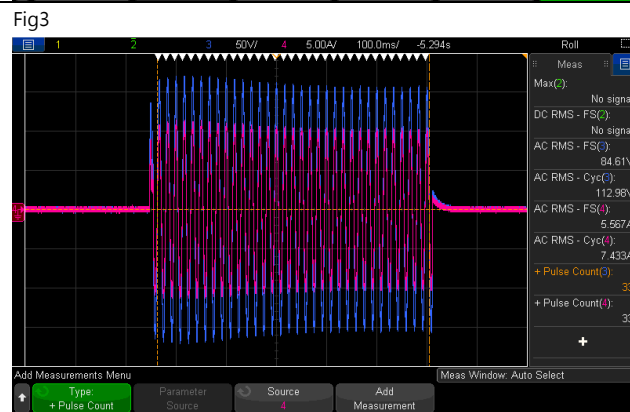 Fig3
1 2 3 50V/ 4 5.00A/ 100.0ms/ -5.294s Roll
Meas
Max(2):
No signa
DC RMS - FS(2):
No signa
AC RMS - FS(3):
84.61V
AC RMS - Cyc(3):
112.98V
AC RMS - FS(4):
5.567A
AC RMS - Cyc(4):
7.433A
+ Pulse Count(3):
33
+ Pulse Count(4):
33
+
Add Measurements Menu Meas Window: Auto Select
Type: Parameter Source Add
+ Pulse Count Source 4 Measurement